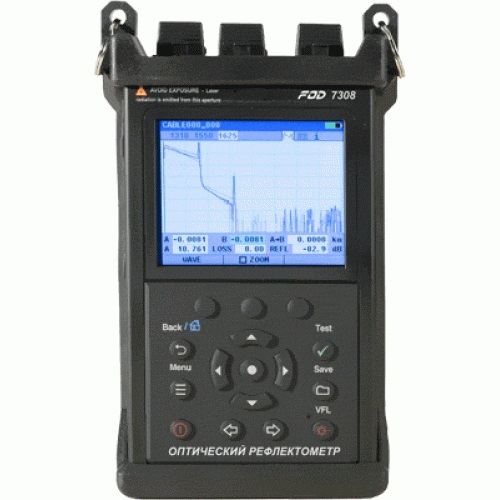 AVOID EXPOSURE - Laser
radiation is emitted from this aperture
FOD 7308
CABLE000_000
1310 1550 1625
A -0.0081 B -0.0081 A→B 0.0000 km
A 10.761 LOSS 0.00 REFL -82.9 dB
WAVE ZOOM
Back /
Test
Menu
Save
VFL
ОПТИЧЕСКИЙ РЕФЛЕКТОМЕТР